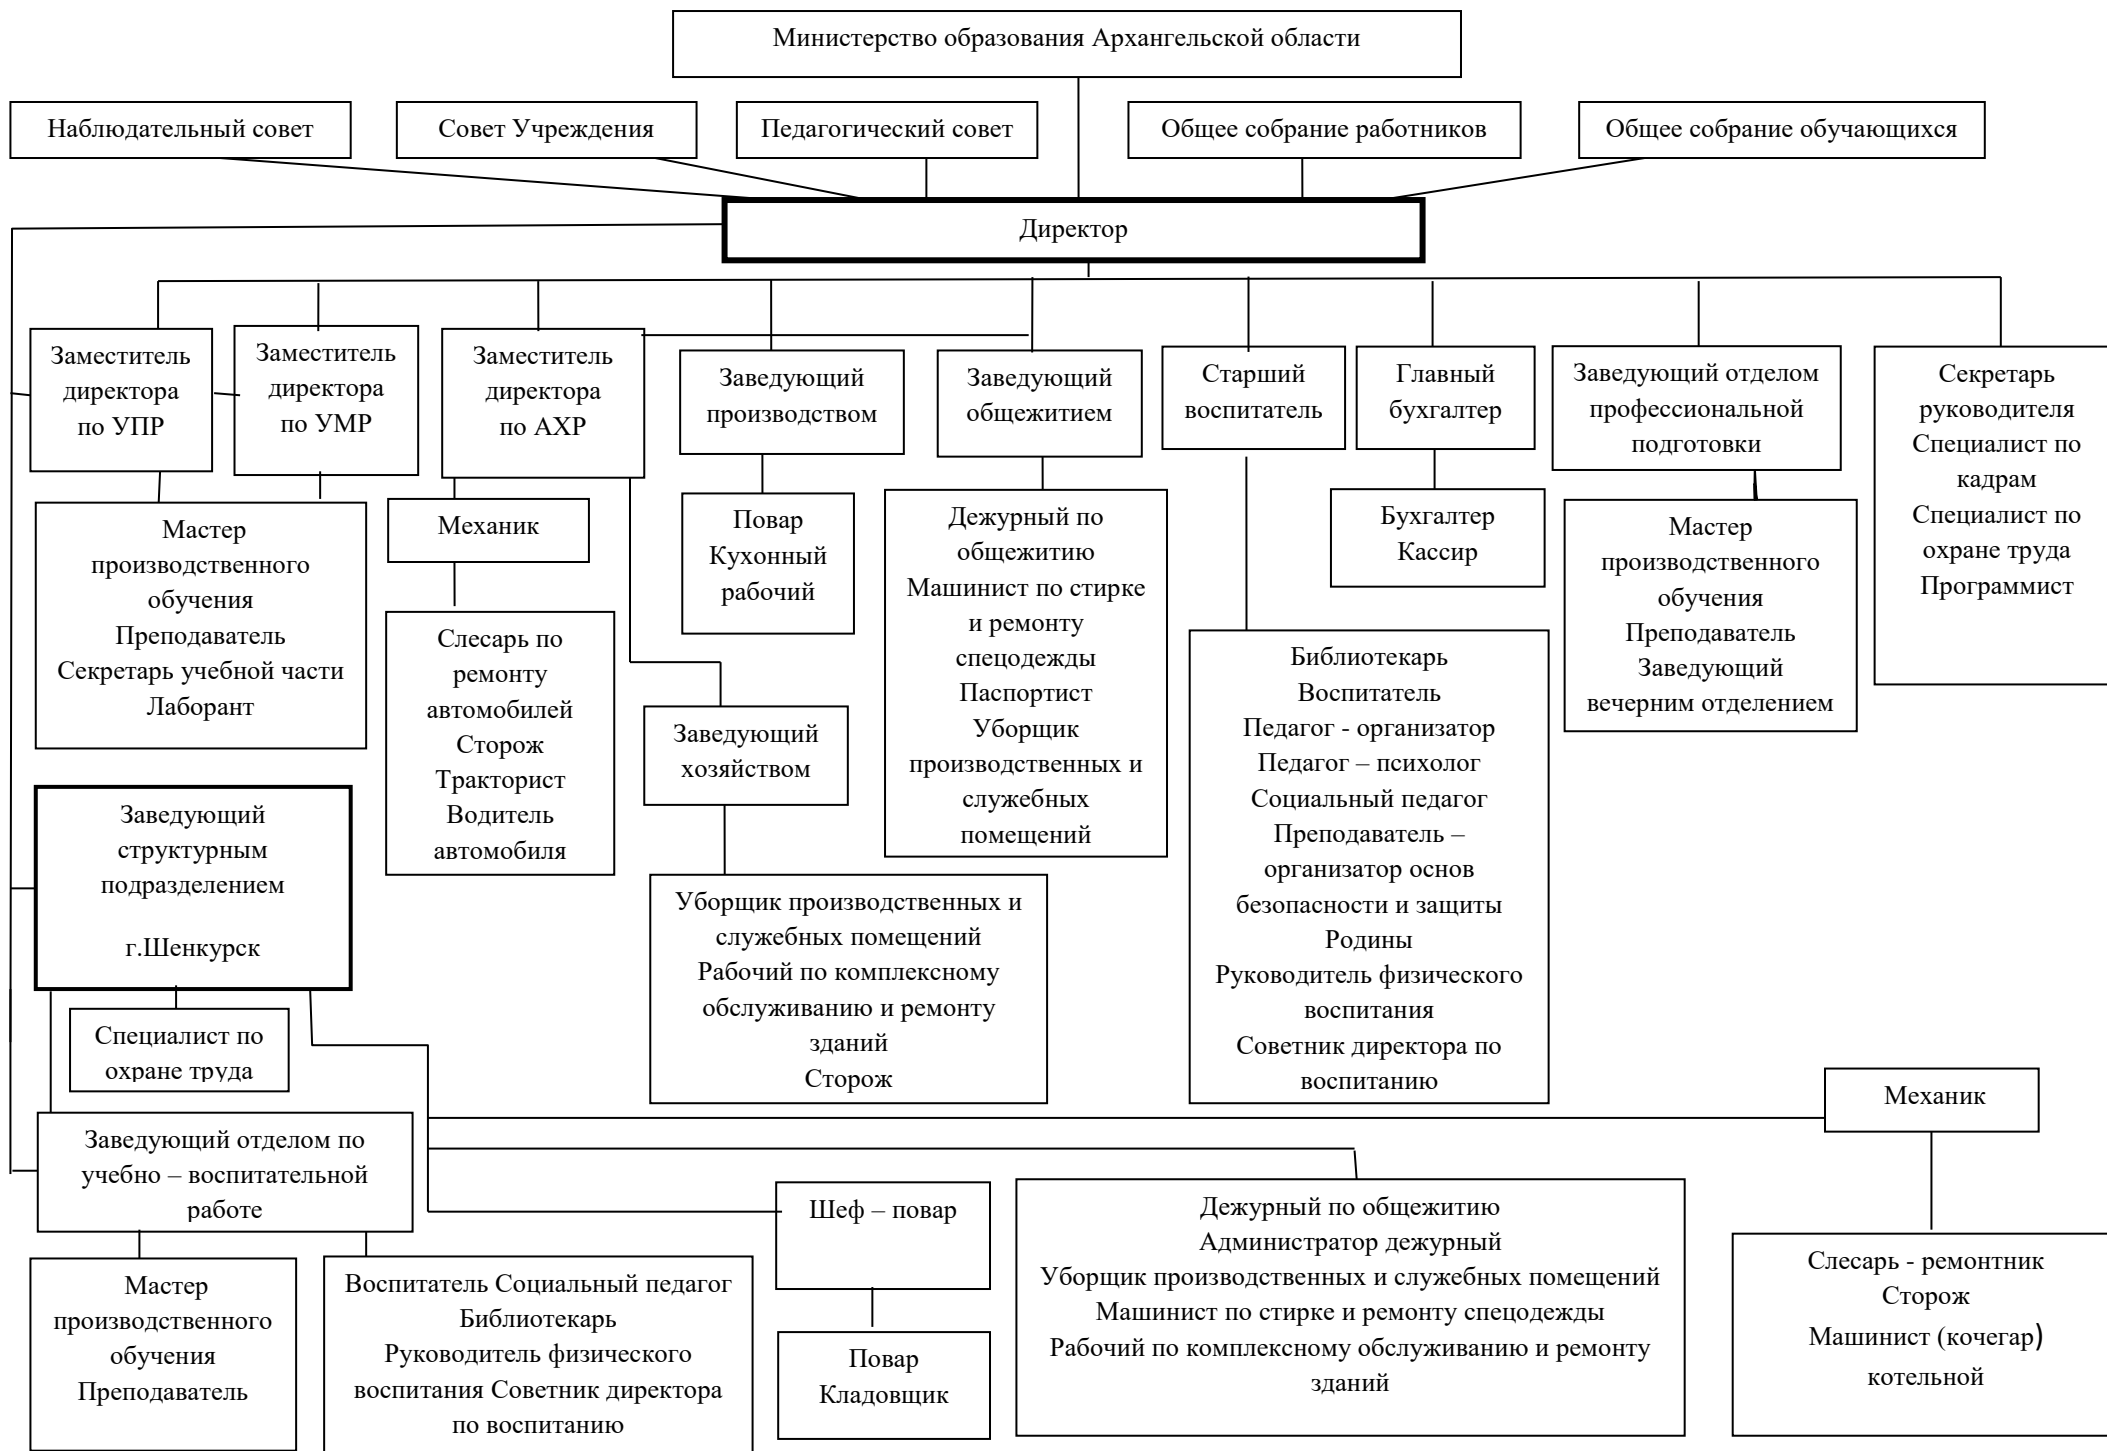 Министерство образования Архангельской области
Наблюдательный совет
Совет Учреждения
Педагогический совет
Общее собрание работников
Общее собрание обучающихся
Директор
Заместитель
директора
по УПР
Заместитель
директора
по УМР
Заместитель
директора
по АХР
Заведующий
производством
Заведующий
общежитием
Старший
воспитатель
Главный
бухгалтер
Заведующий отделом
профессиональной
подготовки
Секретарь
руководителя
Специалист по
кадрам
Специалист по
охране труда
Программист
Мастер
производственного
обучения
Преподаватель
Секретарь учебной части
Лаборант
Механик
Повар
Кухонный
рабочий
Дежурный по
общежитию
Машинист по стирке
и ремонту
спецодежды
Паспортист
Уборщик
производственных и
служебных
помещений
Бухгалтер
Кассир
Мастер
производственного
обучения
Преподаватель
Заведующий
вечерним отделением
Слесарь по
ремонту
автомобилей
Сторож
Тракторист
Водитель
автомобиля
Заведующий
хозяйством
Библиотекарь
Воспитатель
Педагог - организатор
Педагог – психолог
Социальный педагог
Преподаватель –
организатор основ
безопасности и защиты
Родины
Руководитель физического
воспитания
Советник директора по
воспитанию
Заведующий
структурным
подразделением
г.Шенкурск
Уборщик производственных и
служебных помещений
Рабочий по комплексному
обслуживанию и ремонту
зданий
Сторож
Специалист по
охране труда
Механик
Заведующий отделом по
учебно – воспитательной
работе
Шеф – повар
Дежурный по общежитию
Администратор дежурный
Уборщик производственных и служебных помещений
Машинист по стирке и ремонту спецодежды
Рабочий по комплексному обслуживанию и ремонту
зданий
Слесарь - ремонтник
Сторож
Машинист (кочегар)
котельной
Мастер
производственного
обучения
Преподаватель
Воспитатель Социальный педагог
Библиотекарь
Руководитель физического
воспитания Советник директора
по воспитанию
Повар
Кладовщик